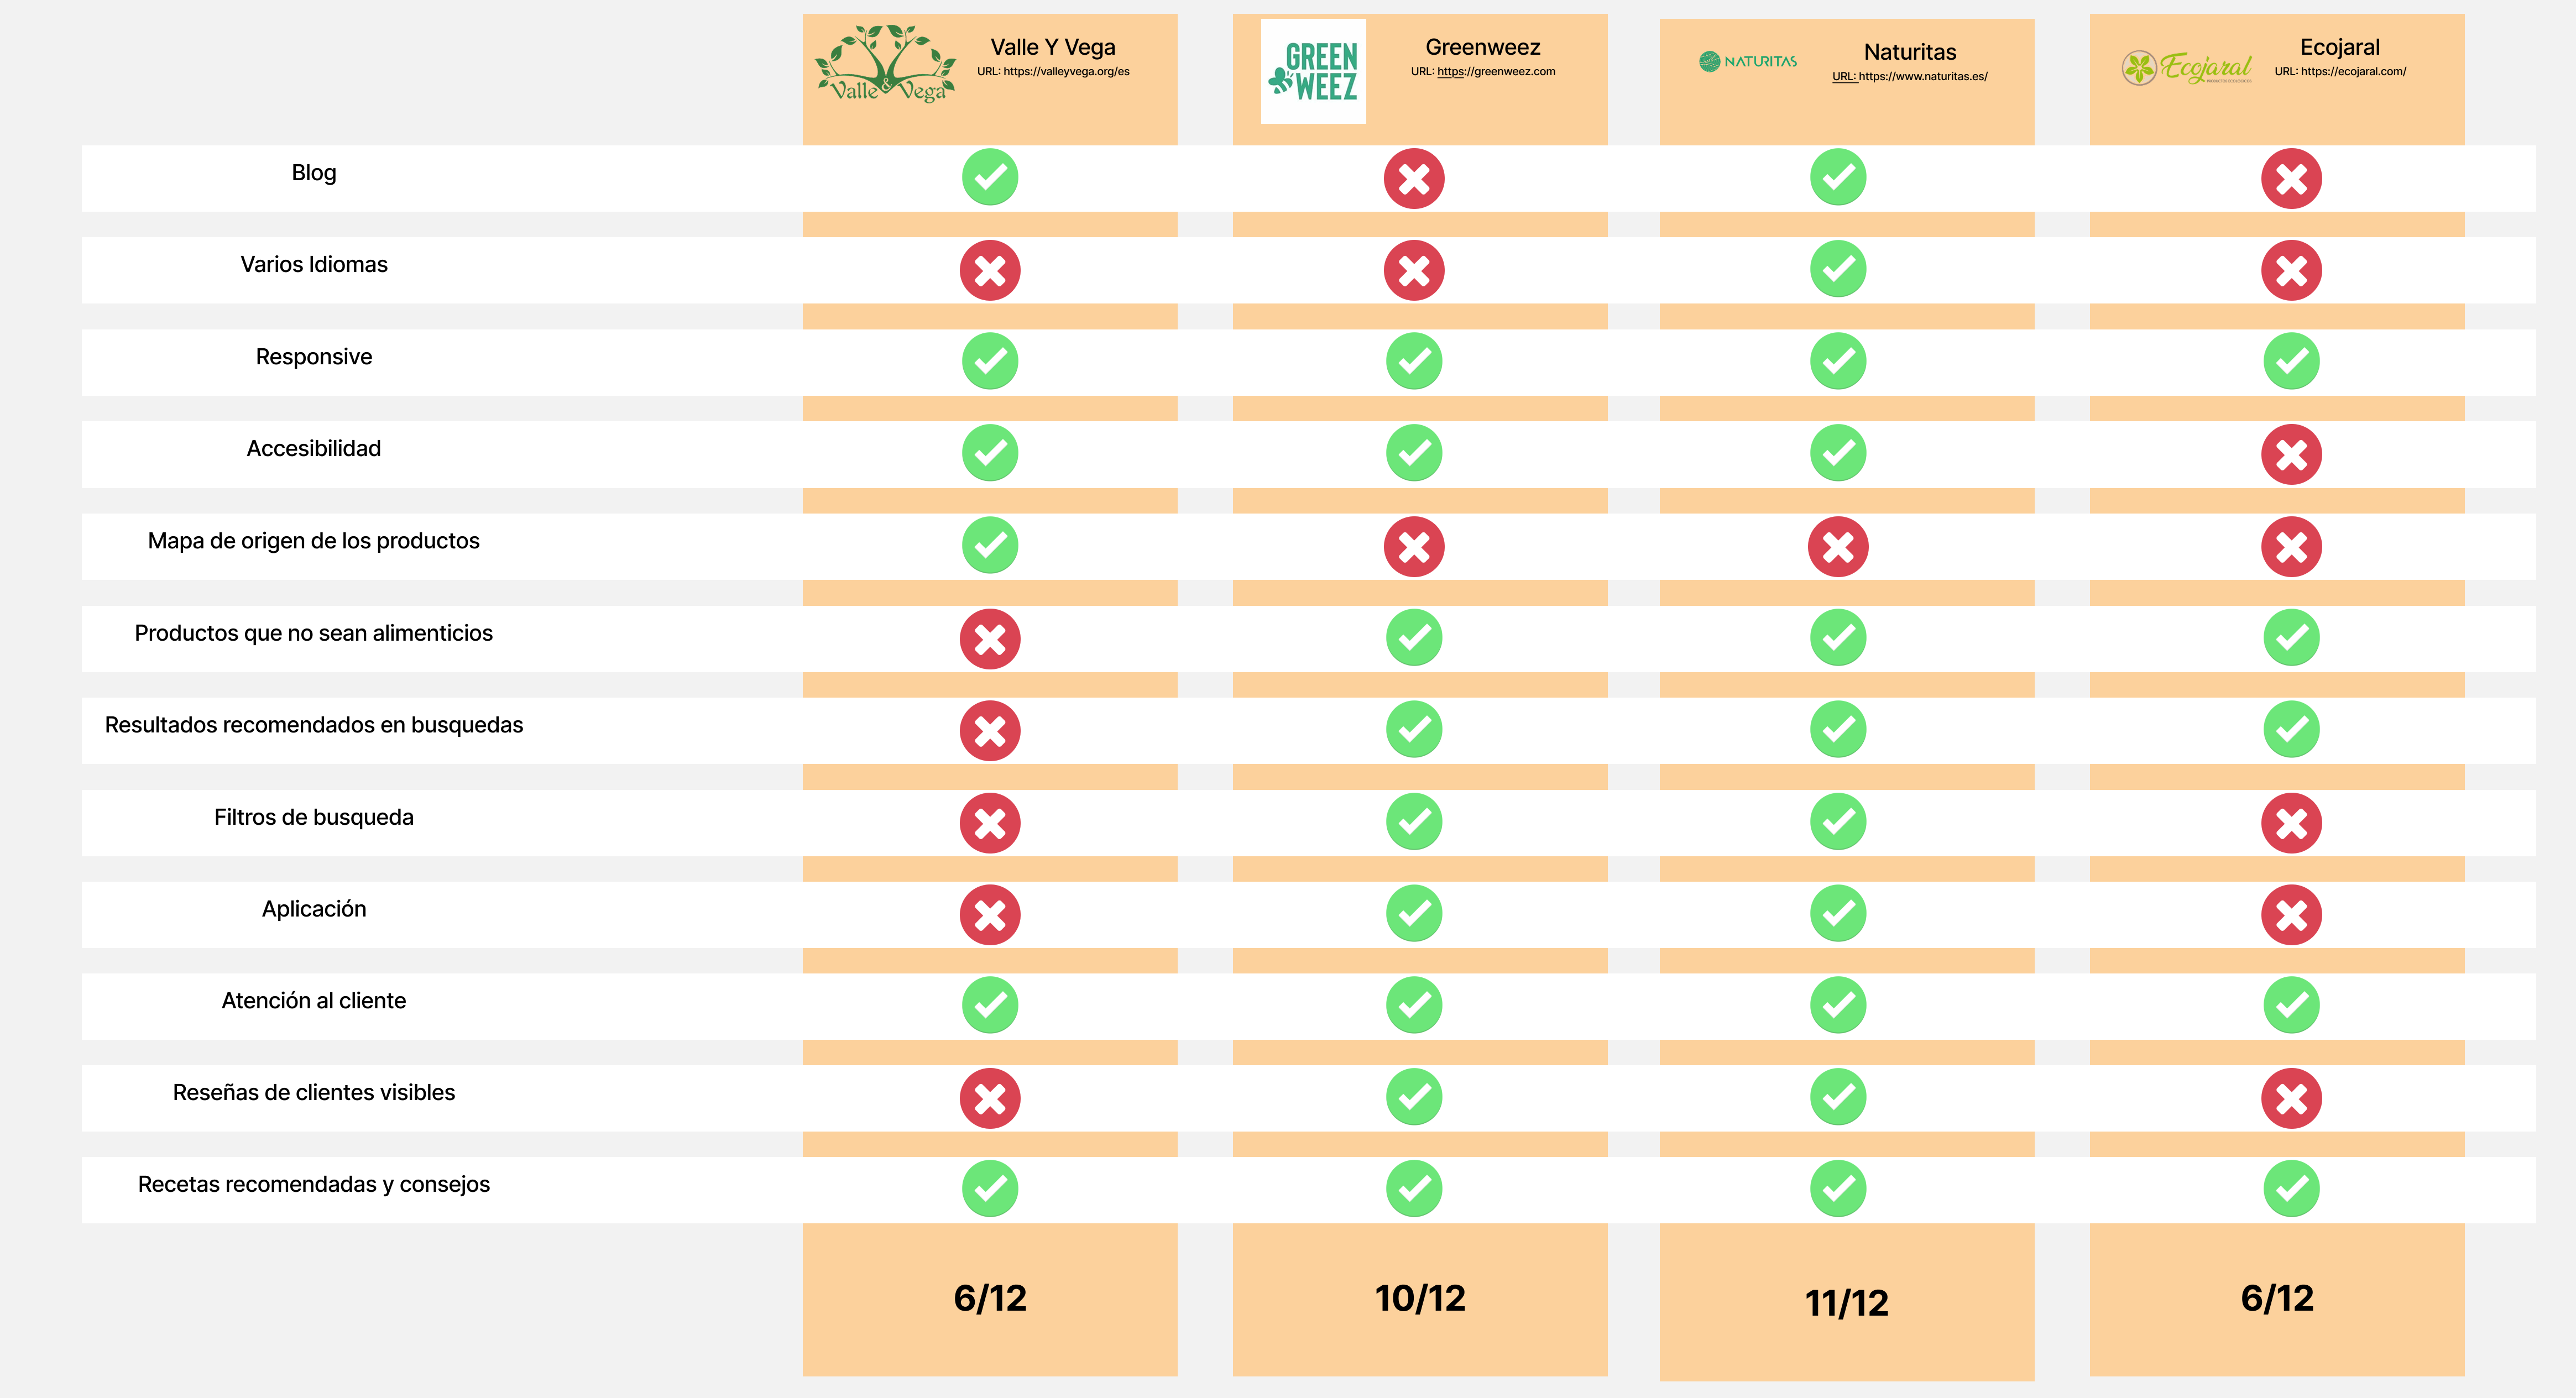 Valle & Vega
Valle Y Vega
URL: https://valleyvega.org/es
GREEN
WEEZ
Greenweez
URL: https://greenweez.com
NATURITAS
Naturitas
URL: https://www.naturitas.es/
Ecojaral
Ecojaral
URL: https://ecojaral.com/
Blog
Varios Idiomas
Responsive
Accesibilidad
Mapa de origen de los productos
Productos que no sean alimenticios
Resultados recomendados en busquedas
Filtros de busqueda
Aplicación
Atención al cliente
Reseñas de clientes visibles
Recetas recomendadas y consejos
6/12
10/12
11/12
6/12